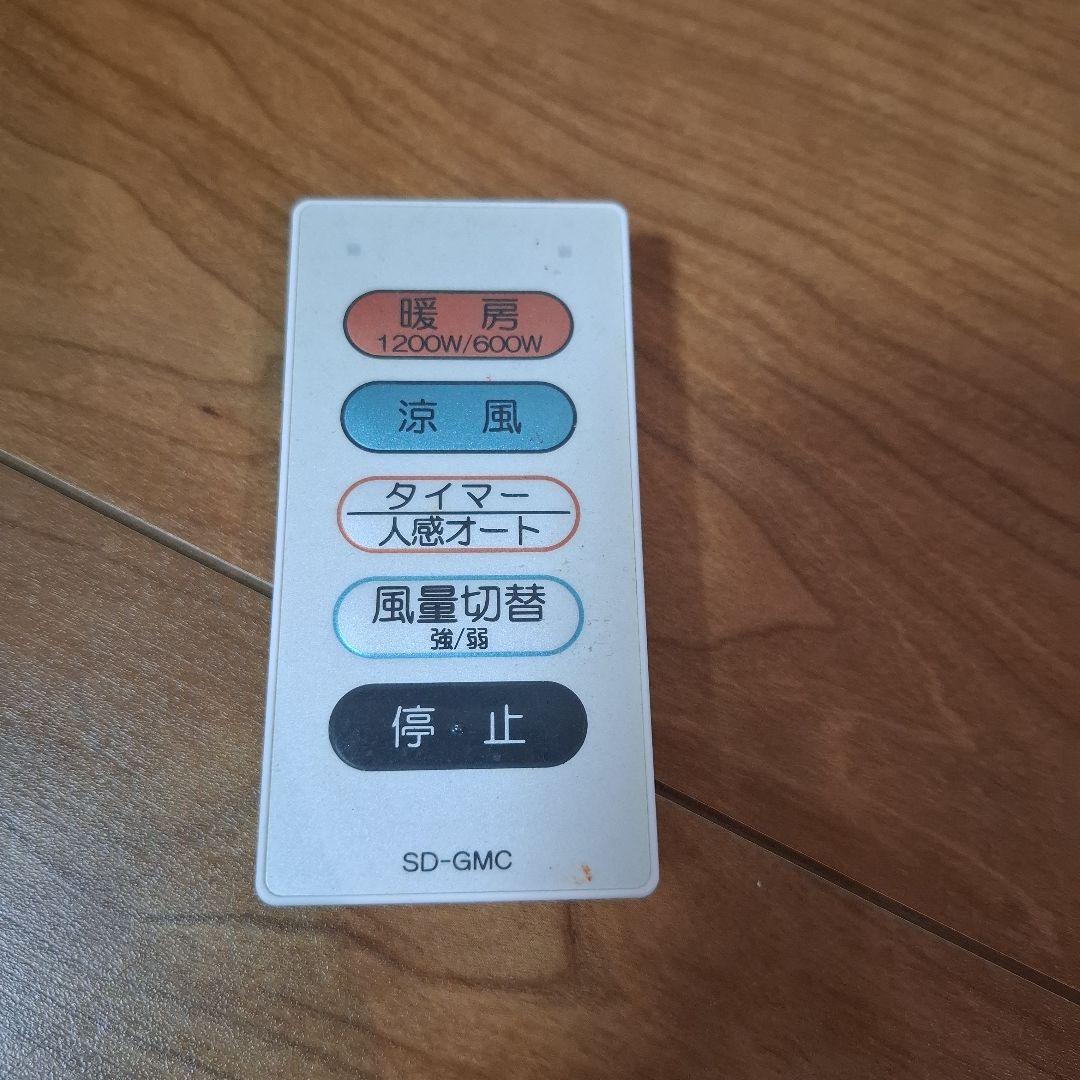 暖 房
1200W/600W
涼 風
タイマー
人感オート
風量切替
強/弱
停 止
SD-GMC